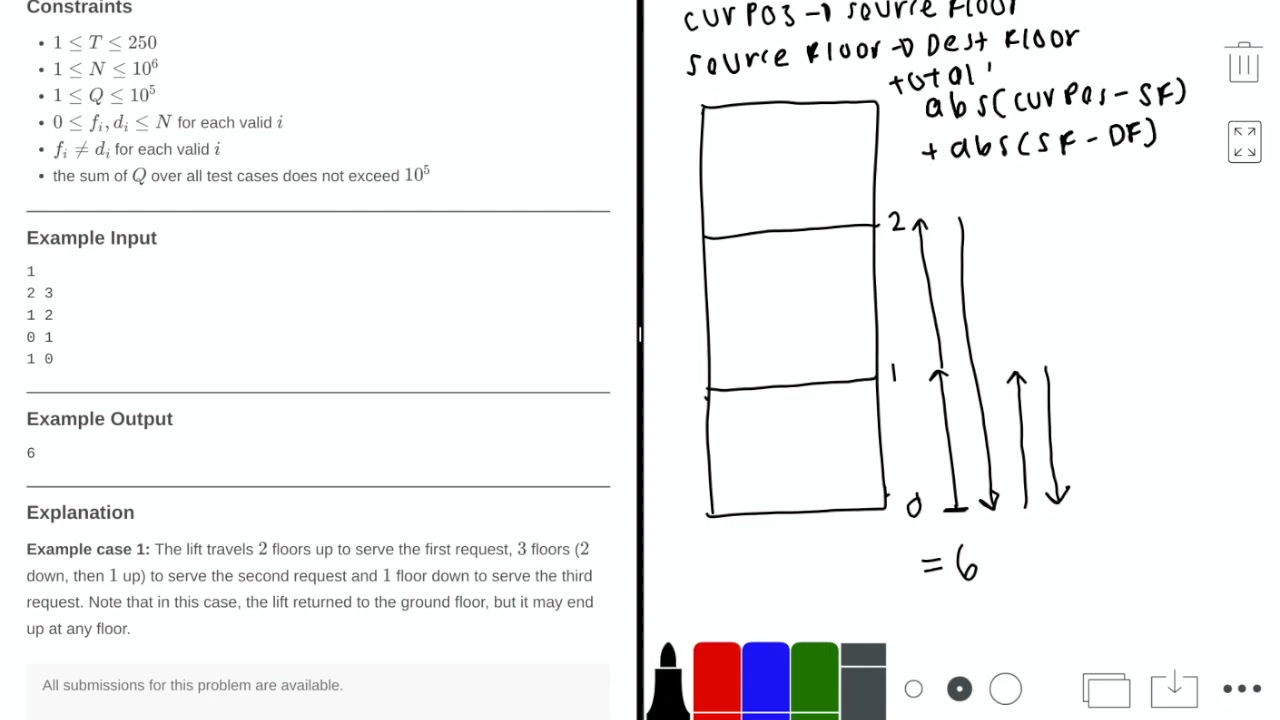 Constraints
• 1 ≤ T ≤ 250
• 1 ≤ N ≤ 10^6
• 1 ≤ Q ≤ 10^5
• 0 ≤ f_i, d_i ≤ N for each valid i
• f_i ≠ d_i for each valid i
• the sum of Q over all test cases does not exceed 10^5
Example Input
1
2 3
1 2
0 1
1 0
Example Output
6
Explanation
Example case 1: The lift travels 2 floors up to serve the first request, 3 floors (2
down, then 1 up) to serve the second request and 1 floor down to serve the third
request. Note that in this case, the lift returned to the ground floor, but it may end
up at any floor.
All submissions for this problem are available.
curPos → source Floor
source Floor → Dest Floor
total
abs(curPos - SF)
+ abs(SF - DF)
2
1
0
= 6